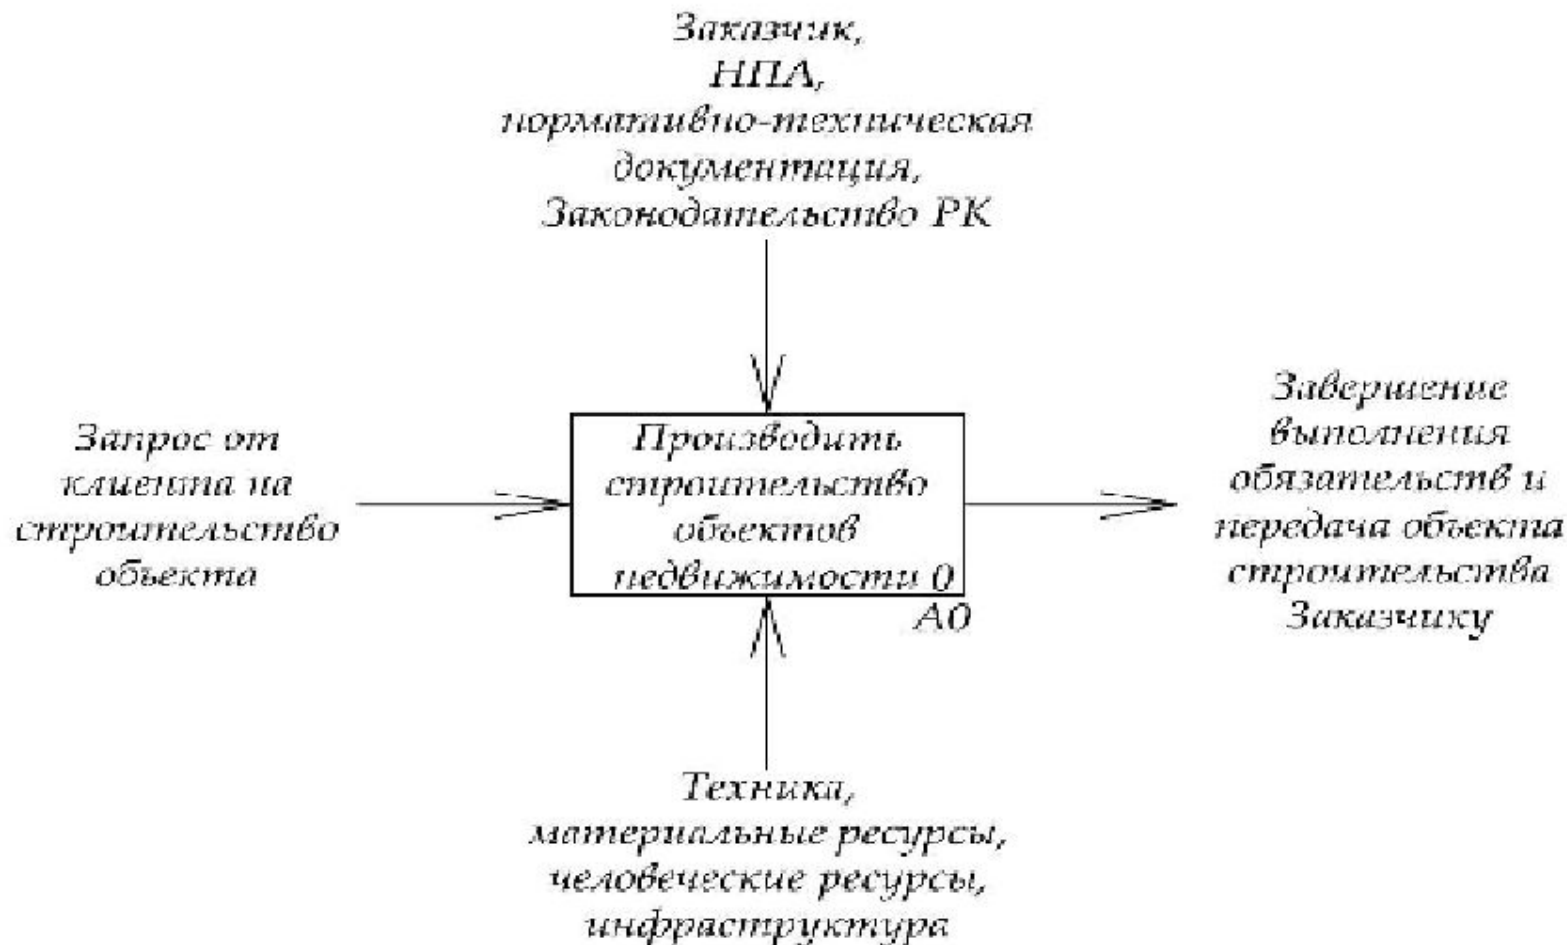 Заказчик,
НПА,
нормативно-техническая
документация,
Законодательство РК
Запрос от
клиента на
строительство
объекта
Производить
строительство
объектов
недвижимости 0
А0
Завершение
выполнения
обязательств и
передача объекта
строительства
Заказчику
Техника,
материальные ресурсы,
человеческие ресурсы,
инфраструктура